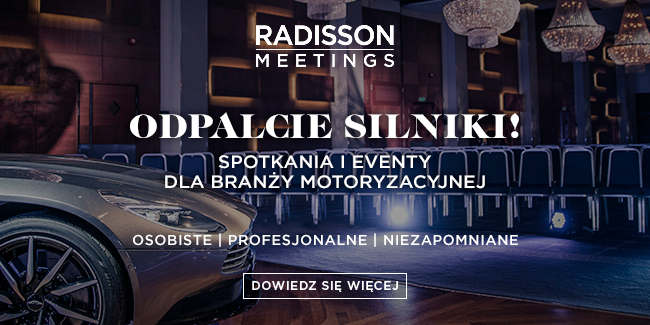 RADISSON
MEETINGS
ODPALCIE SILNIKI!
SPOTKANIA I EVENTY
DLA BRANŻY MOTORYZACYJNEJ
OSOBISTE | PROFESJONALNE | NIEZAPOMNIANE
DOWIEDZ SIĘ WIĘCEJ